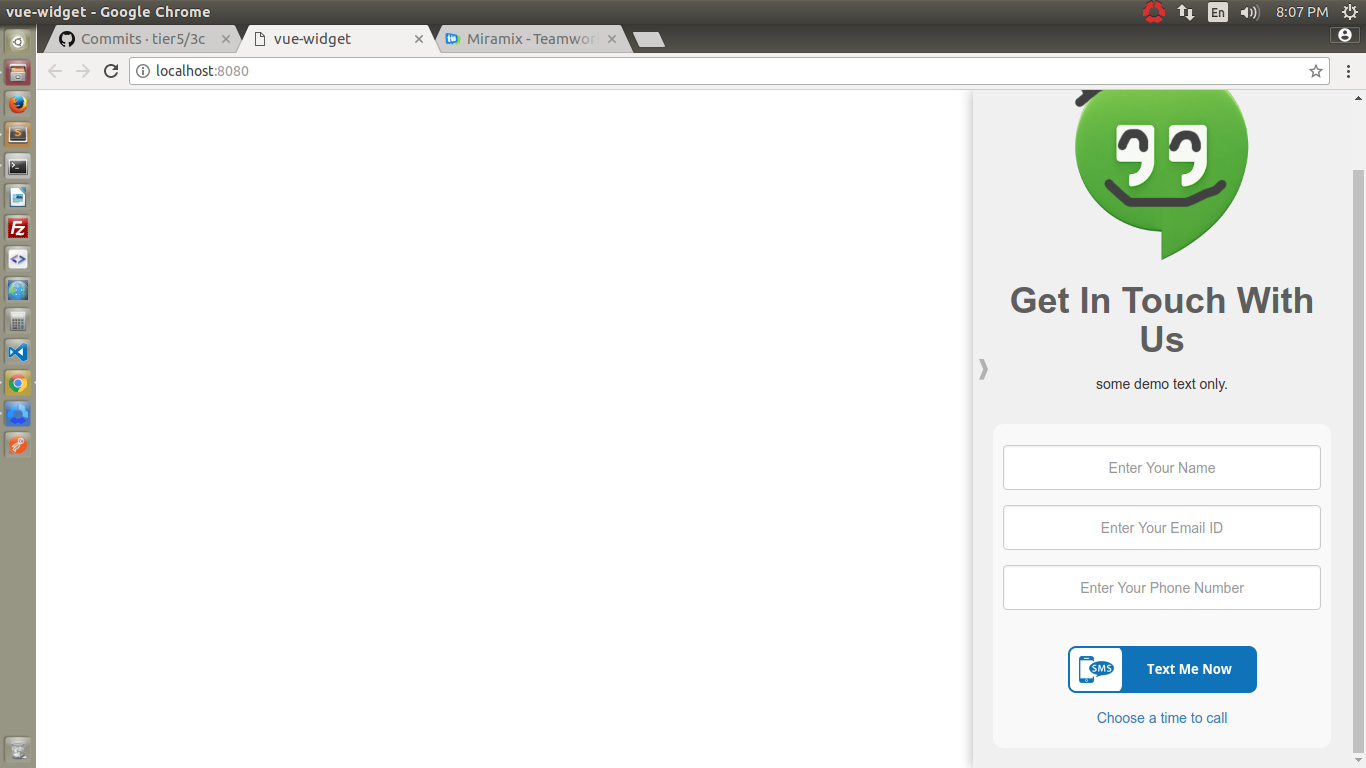 vue-widget - Google Chrome
En
8:07 PM
Commits · tier5/3c
vue-widget
Miramix - Teamwor
localhost:8080
Get In Touch With
Us
some demo text only.
Enter Your Name
Enter Your Email ID
Enter Your Phone Number
SMS
Text Me Now
Choose a time to call